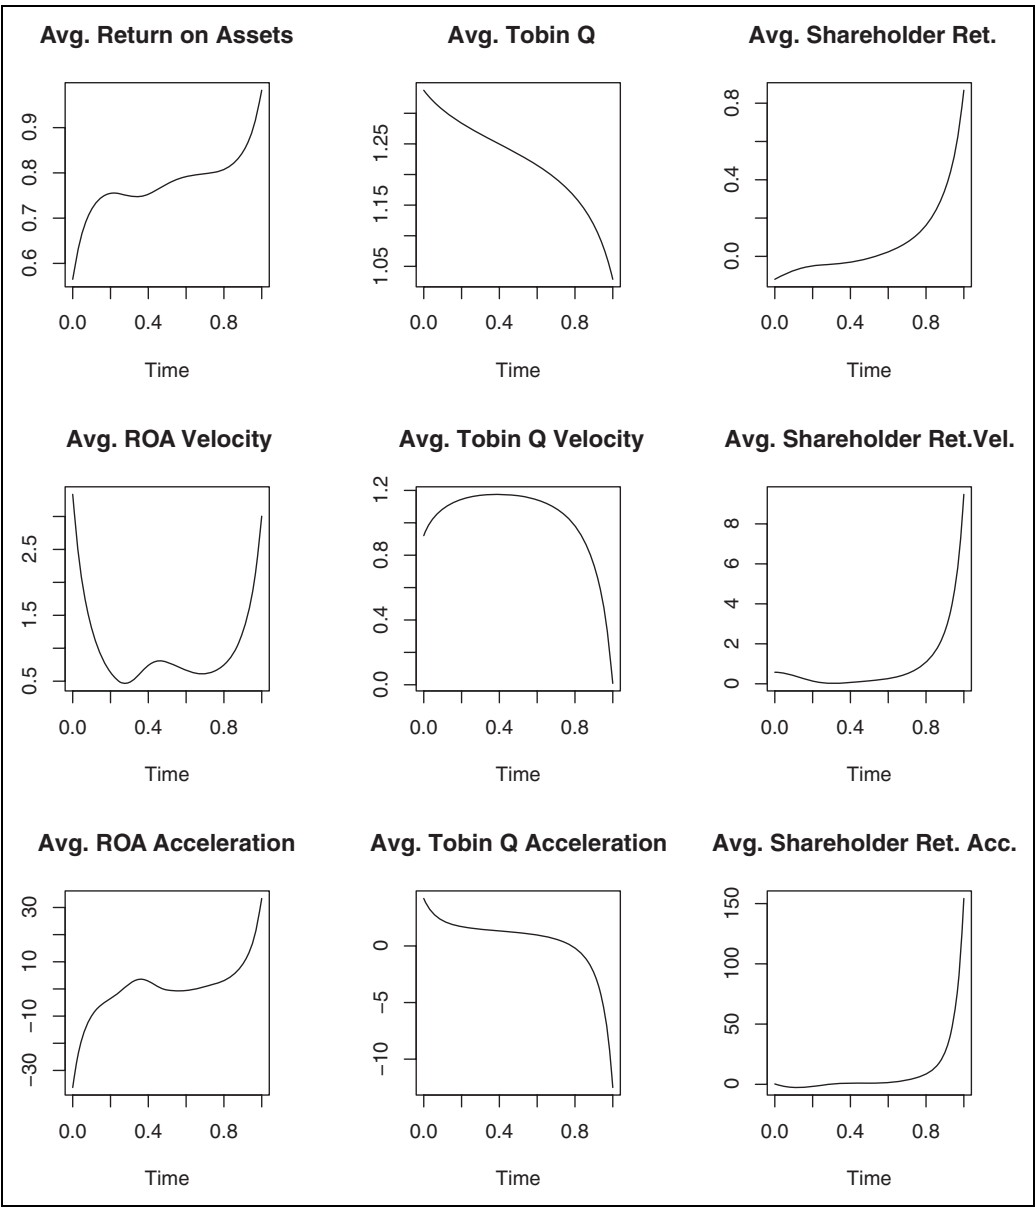 Avg. Return on Assets
0.9
0.8
0.7
0.6
0.0 0.4 0.8
Time
Avg. Tobin Q
1.25
1.15
1.05
0.0 0.4 0.8
Time
Avg. Shareholder Ret.
0.8
0.4
0.0
0.0 0.4 0.8
Time
Avg. ROA Velocity
2.5
1.5
0.5
0.0 0.4 0.8
Time
Avg. Tobin Q Velocity
1.2
0.8
0.4
0.0
0.0 0.4 0.8
Time
Avg. Shareholder Ret.Vel.
8
6
4
2
0
0.0 0.4 0.8
Time
Avg. ROA Acceleration
30
10
−10
−30
0.0 0.4 0.8
Time
Avg. Tobin Q Acceleration
0
−5
−10
0.0 0.4 0.8
Time
Avg. Shareholder Ret. Acc.
150
100
50
0
0.0 0.4 0.8
Time